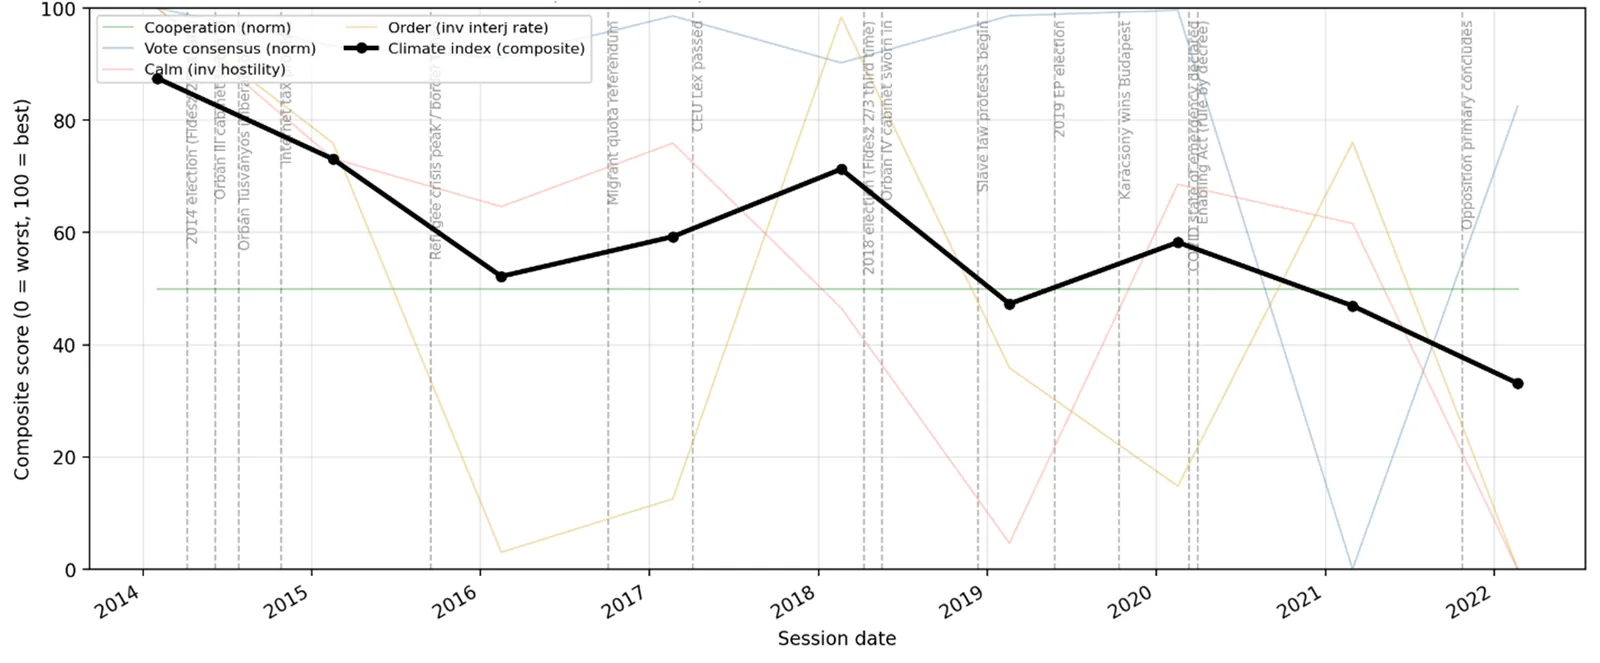 Cooperation (norm)
Vote consensus (norm)
Calm (inv hostility)
Order (inv interj rate)
Climate index (composite)
Composite score (0 = worst, 100 = best)
100
80
60
40
20
0
2014 election (Fidesz
Orbán III cabinet
Orbán Tusványos
Internet tax
Refugee crisis peak / border
Migrant quota referendum
CEU Lex passed
2018 election (Fidesz 2/3 third time)
Orbán IV cabinet sworn in
Slave law protests begin
2019 EP election
Karácsony wins Budapest
COVID state of emergency declared
Enabling Act (rule by decree)
Opposition primary concludes
2014
2015
2016
2017
2018
2019
2020
2021
2022
Session date